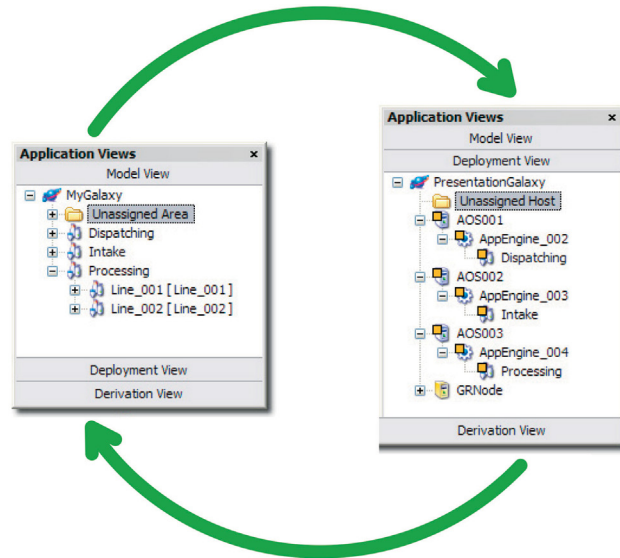 Application Views x
Model View
MyGalaxy
Unassigned Area
Dispatching
Intake
Processing
Line_001 [ Line_001 ]
Line_002 [ Line_002 ]
Deployment View
Derivation View
Application Views x
Model View
Deployment View
PresentationGalaxy
Unassigned Host
AOS001
AppEngine_002
Dispatching
AOS002
AppEngine_003
Intake
AOS003
AppEngine_004
Processing
GRNode
Derivation View